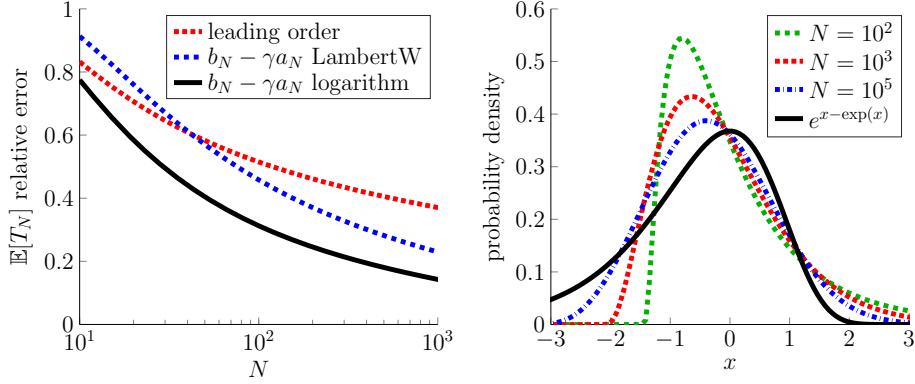 1
0.8
0.6
0.4
0.2
0
𝔼[T_N] relative error
leading order
b_N − γa_N LambertW
b_N − γa_N logarithm
10^1
10^2
10^3
N
0.6
0.5
0.4
0.3
0.2
0.1
0.0
probability density
N = 10^2
N = 10^3
N = 10^5
e^{x−exp(x)}
−3
−2
−1
0
1
2
3
x